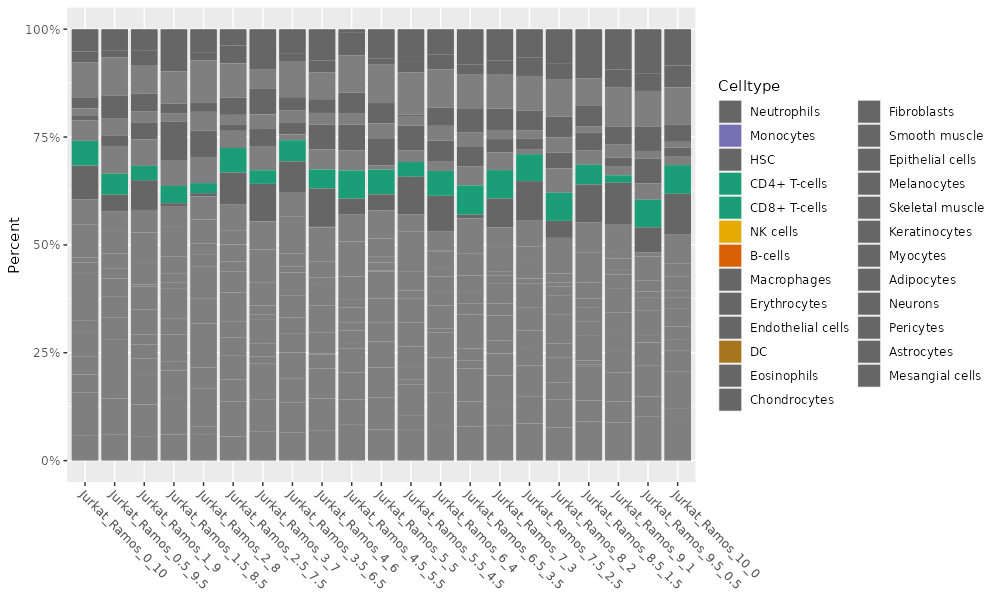 100%
75%
50%
25%
0%
Percent
Jurkat_Ramos_0_10
Jurkat_Ramos_0.5_9.5
Jurkat_Ramos_1_9
Jurkat_Ramos_1.5_8.5
Jurkat_Ramos_2_8
Jurkat_Ramos_2.5_7.5
Jurkat_Ramos_3_7
Jurkat_Ramos_3.5_6.5
Jurkat_Ramos_4_6
Jurkat_Ramos_4.5_5.5
Jurkat_Ramos_5_5
Jurkat_Ramos_5.5_4.5
Jurkat_Ramos_6_4
Jurkat_Ramos_6.5_3.5
Jurkat_Ramos_7_3
Jurkat_Ramos_7.5_2.5
Jurkat_Ramos_8_2
Jurkat_Ramos_8.5_1.5
Jurkat_Ramos_9_1
Jurkat_Ramos_9.5_0.5
Jurkat_Ramos_10_0
Celltype
Neutrophils
Monocytes
HSC
CD4+ T-cells
CD8+ T-cells
NK cells
B-cells
Macrophages
Erythrocytes
Endothelial cells
DC
Eosinophils
Chondrocytes
Fibroblasts
Smooth muscle
Epithelial cells
Melanocytes
Skeletal muscle
Keratinocytes
Myocytes
Adipocytes
Neurons
Pericytes
Astrocytes
Mesangial cells